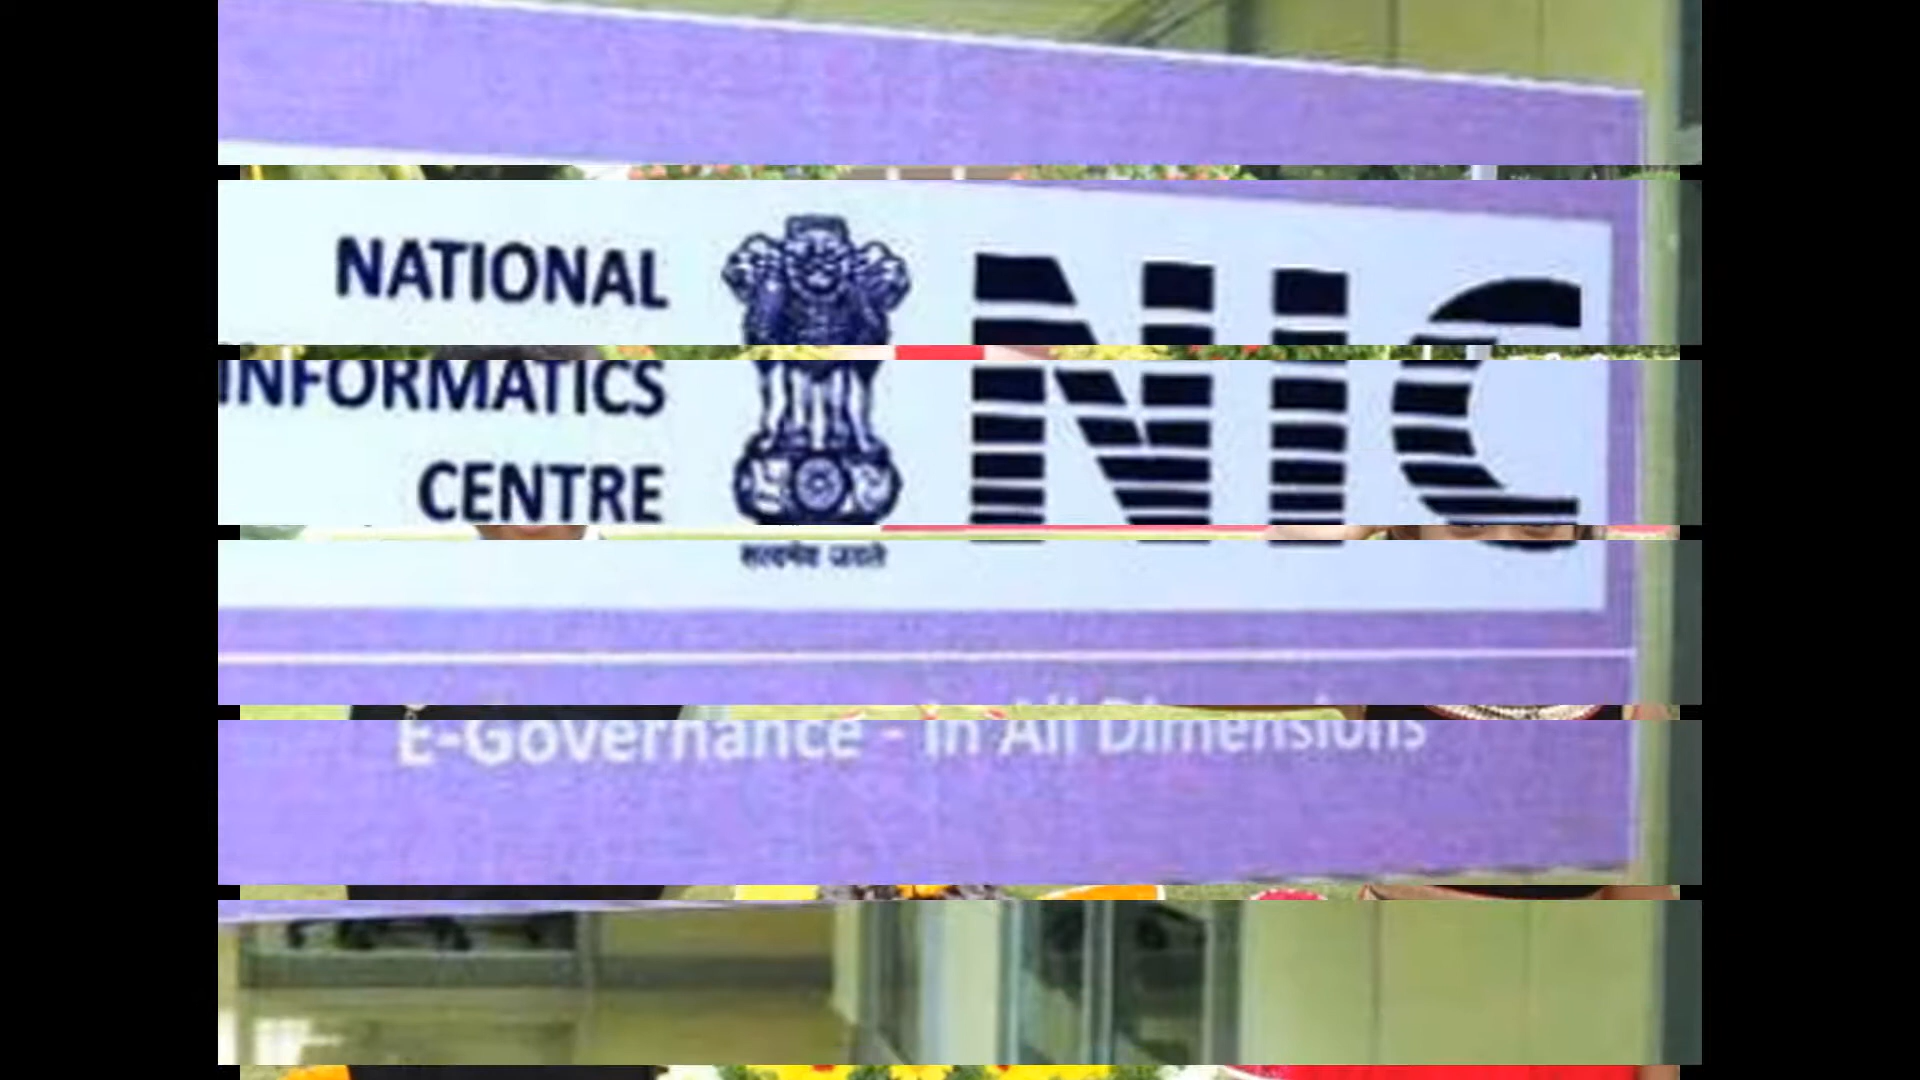 NATIONAL
INFORMATICS
CENTRE
सत्यमेव जयते
NIC
E-Governance - In All Dimensions